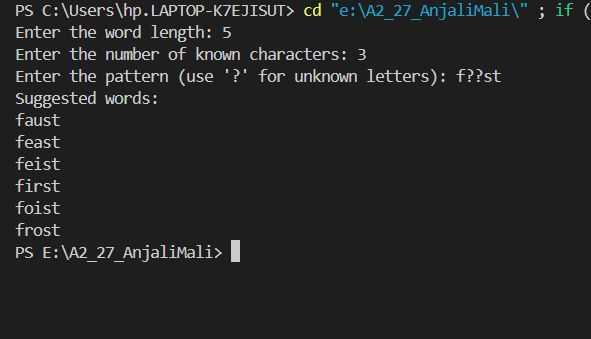 PS C:\Users\hp.LAPTOP-K7EJISUT> cd "e:\A2_27_AnjaliMali\" ; if (
Enter the word length: 5
Enter the number of known characters: 3
Enter the pattern (use '?' for unknown letters): f??st
Suggested words:
faust
feast
feist
first
foist
frost
PS E:\A2_27_AnjaliMali>